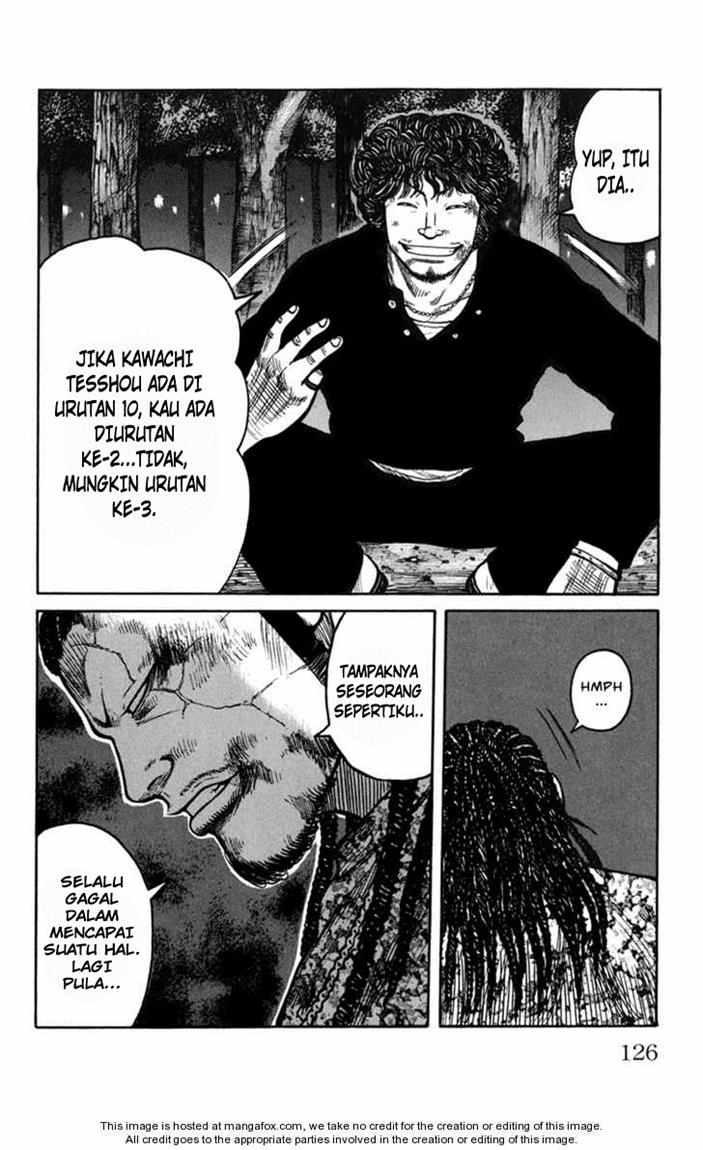 YUP, ITU
DIA..
JIKA KAWACHI
TESSHOU ADA DI
URUTAN 10, KAU ADA
DIURUTAN
KE-2...TIDAK,
MUNGKIN URUTAN
KE-3.
HMPH
...
TAMPAKNYA
SESEORANG
SEPERTIKU..
SELALU
GAGAL
DALAM
MENCAPAI
SUATU HAL.
LAGI
PULA...
126
This image is hosted at mangafox.com, we take no credit for the creation or editing of this image.
All credit goes to the appropriate parties involved in the creation or editing of this image.